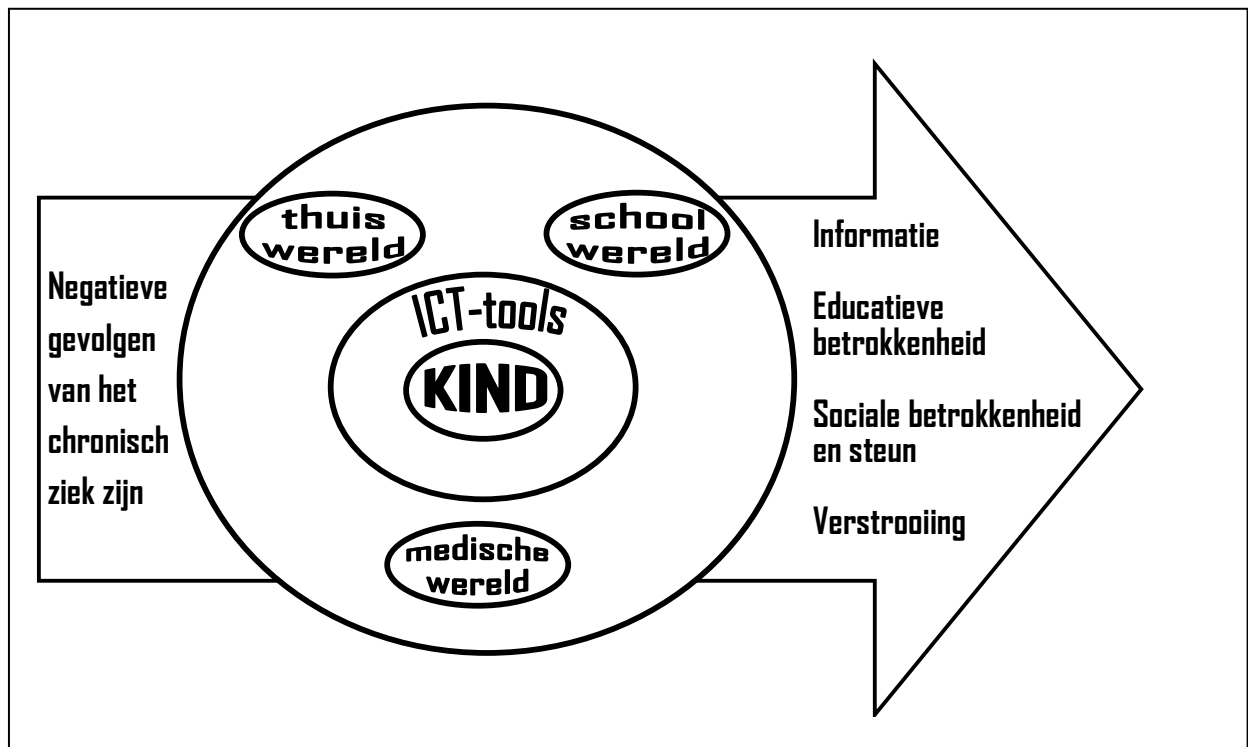 Negatieve
gevolgen
van het
chronisch
ziek zijn
thuis
wereld
school
wereld
ICT-tools
KIND
medische
wereld
Informatie
Educatieve
betrokkenheid
Sociale betrokkenheid
en steun
Verstrooiing